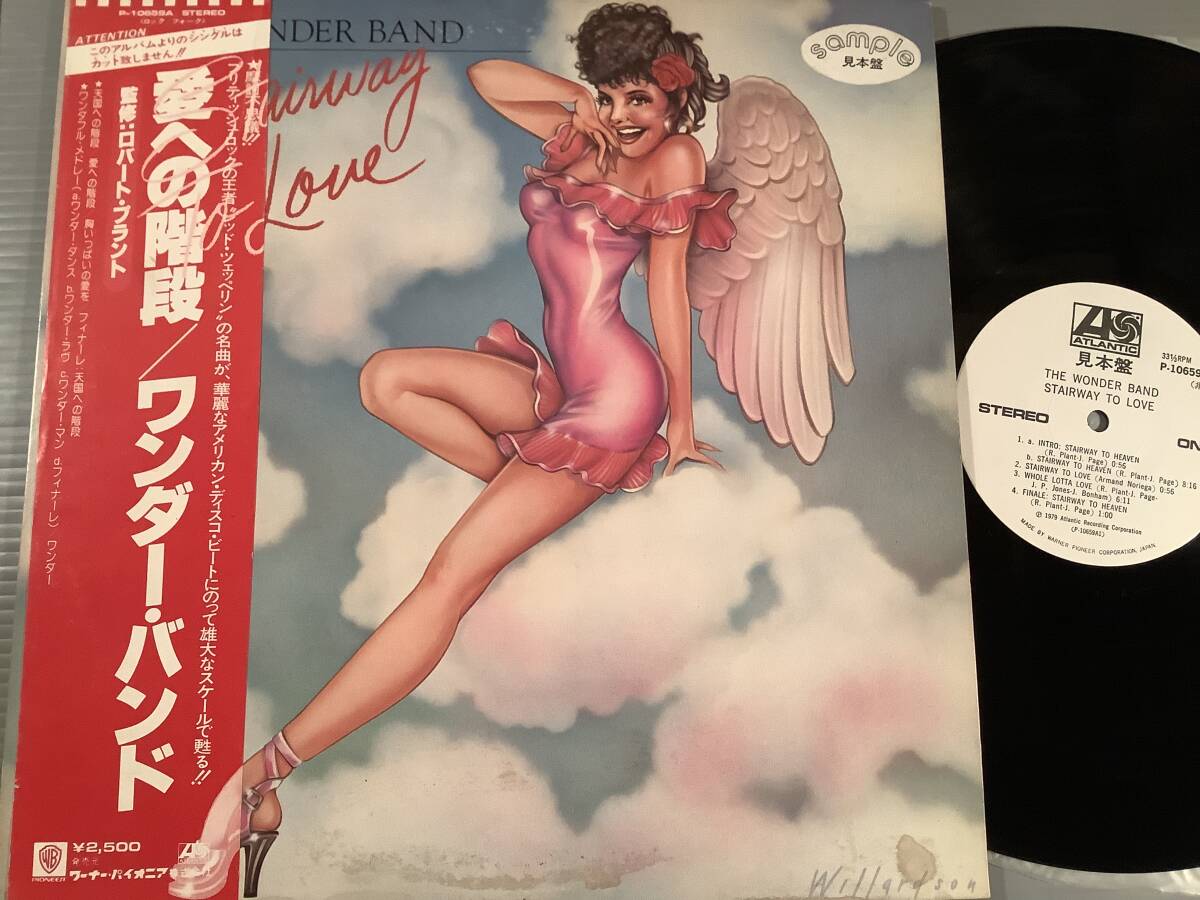 P-10659A STEREO
(ロック フォーク)
ATTENTION
このアルバムよりのシングルは
カット致しません!!
NDER BAND
Stairway
to Love
sample
見本盤
愛への階段/ワンダー・バンド
監修:ロバート・プラント
ブリティッシュ・ロックの王者"レッド・ツェッペリン"の名曲が、華麗なアメリカン・ディスコ・ビートにのって雄大なスケールで甦る!!
★天国への階段 愛への階段 胸いっぱいの愛を フィナーレ:天国への階段
★ワンダフル・メドレー(a.ワンダー・ダンス b.ワンダー・ラヴ c.ワンダー・マン d.フィナーレ) ワンダー
WB
PIONEER
¥2,500
発売元
ワーナー・パイオニア株式会社
Willardson
ATLANTIC
見本盤
33⅓RPM
P-10659
THE WONDER BAND
STAIRWAY TO LOVE
STEREO
ON
1. a. INTRO: STAIRWAY TO HEAVEN
(R. Plant-J. Page) 0:56
b. STAIRWAY TO HEAVEN (R. Plant-J. Page) 8:16
2. STAIRWAY TO LOVE (Armand Noriega) 0:56
3. WHOLE LOTTA LOVE (R. Plant-J. Page-
J. P. Jones-J. Bonham) 6:11
4. FINALE: STAIRWAY TO HEAVEN
(R. Plant-J. Page) 1:00
℗ 1979 Atlantic Recording Corporation
(P-10659A1)
MADE BY WARNER PIONEER CORPORATION, JAPAN.